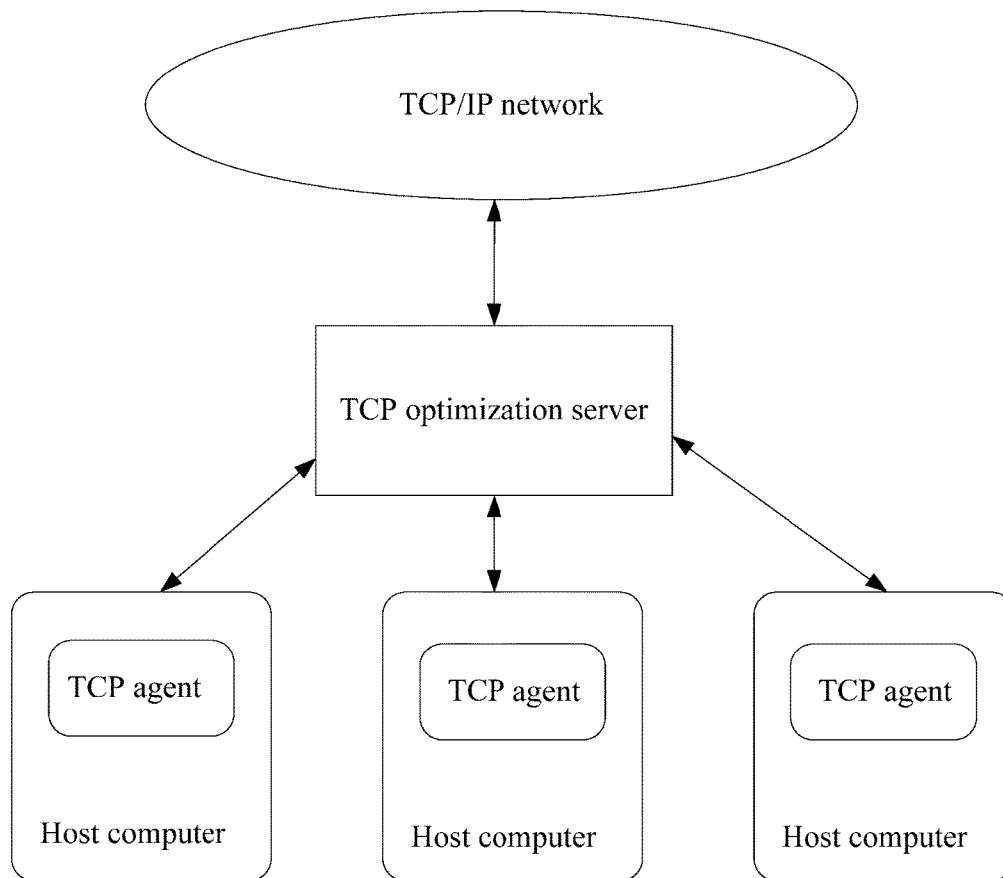 TCP/IP network
TCP optimization server
TCP agent
TCP agent
TCP agent
Host computer
Host computer
Host computer